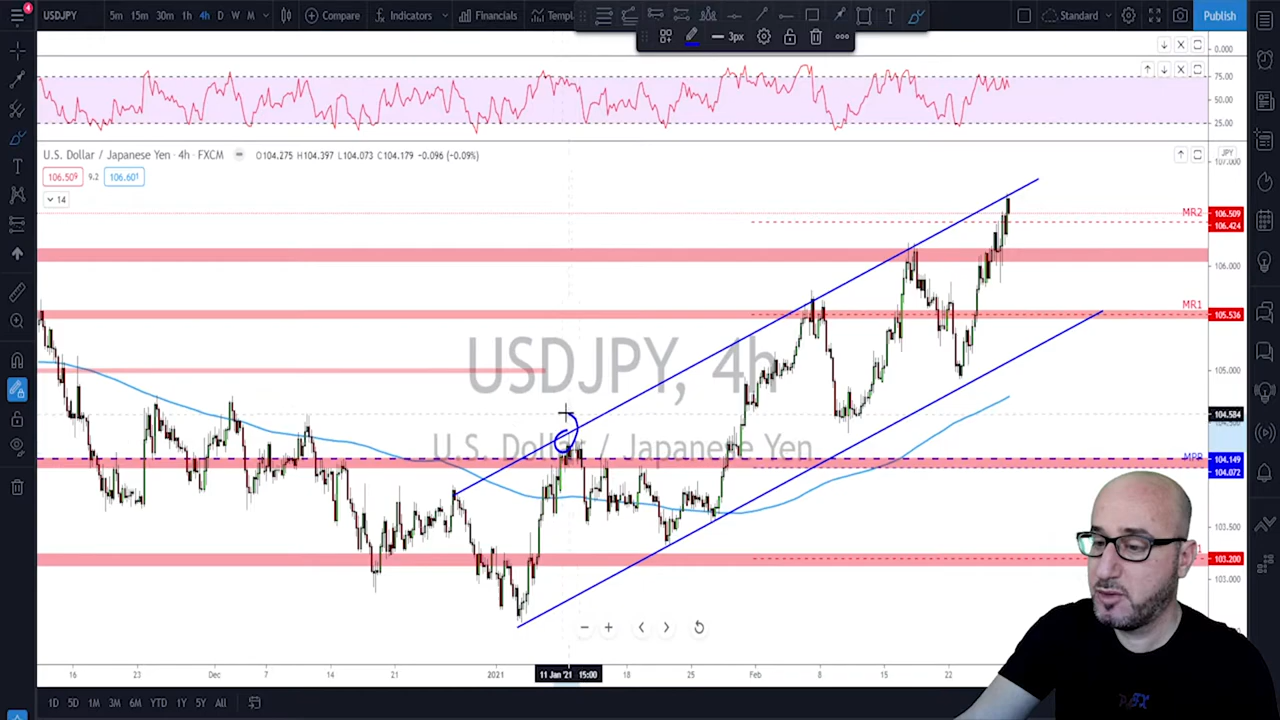 4
USDJPY 5m 15m 30m 1h 4h D W M Compare Indicators Financials Templ Standard Publish
3px
0.000
75.00
50.00
25.00
U.S. Dollar / Japanese Yen · 4h · FXCM O104.275 H104.397 L104.073 C104.179 -0.096 (-0.09%)
JPY
107.000
106.509 9.2 106.601
14
MR2 106.509
106.424
106.000
MR1 105.536
USDJPY, 4h
105.000
104.584
U.S. Dollar / Japanese Yen
104.149
104.072
103.500
103.200
103.000
16 23 Dec 7 14 21 2021 11 Jan '21 15:00 18 25 Feb 8 15 22
1D 5D 1M 3M 6M YTD 1Y 5Y All